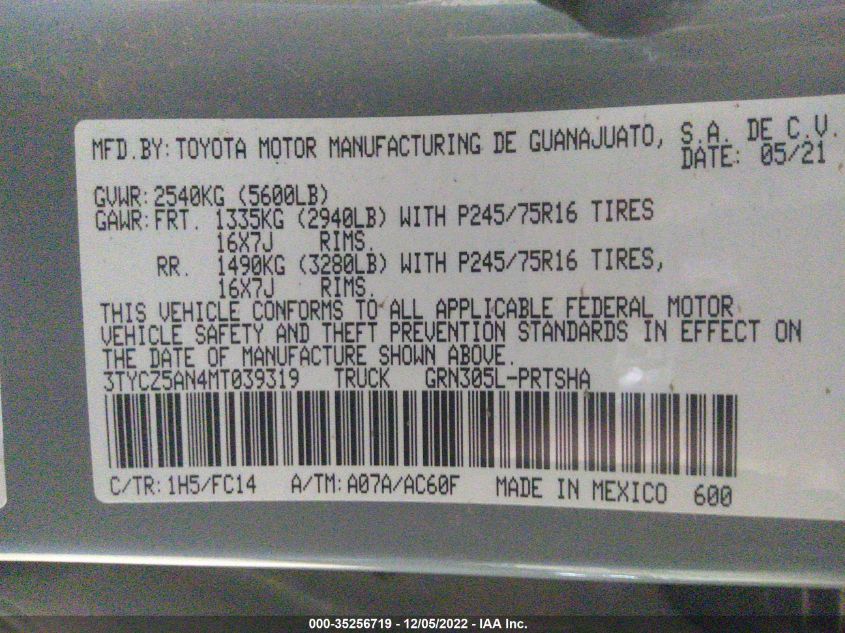 MFD.BY: TOYOTA MOTOR MANUFACTURING DE GUANAJUATO, S.A. DE C.V.
DATE: 05/21
GVWR: 2540KG (5600LB)
GAWR: FRT. 1335KG (2940LB) WITH P245/75R16 TIRES
16X7J RIMS.
RR. 1490KG (3280LB) WITH P245/75R16 TIRES,
16X7J RIMS.
THIS VEHICLE CONFORMS TO ALL APPLICABLE FEDERAL MOTOR
VEHICLE SAFETY AND THEFT PREVENTION STANDARDS IN EFFECT ON
THE DATE OF MANUFACTURE SHOWN ABOVE.
3TYCZ5AN4MT039319 TRUCK GRN305L-PRTSHA
C/TR: 1H5/FC14 A/TM: A07A/AC60F MADE IN MEXICO 600
000-35256719 - 12/05/2022 - IAA Inc.